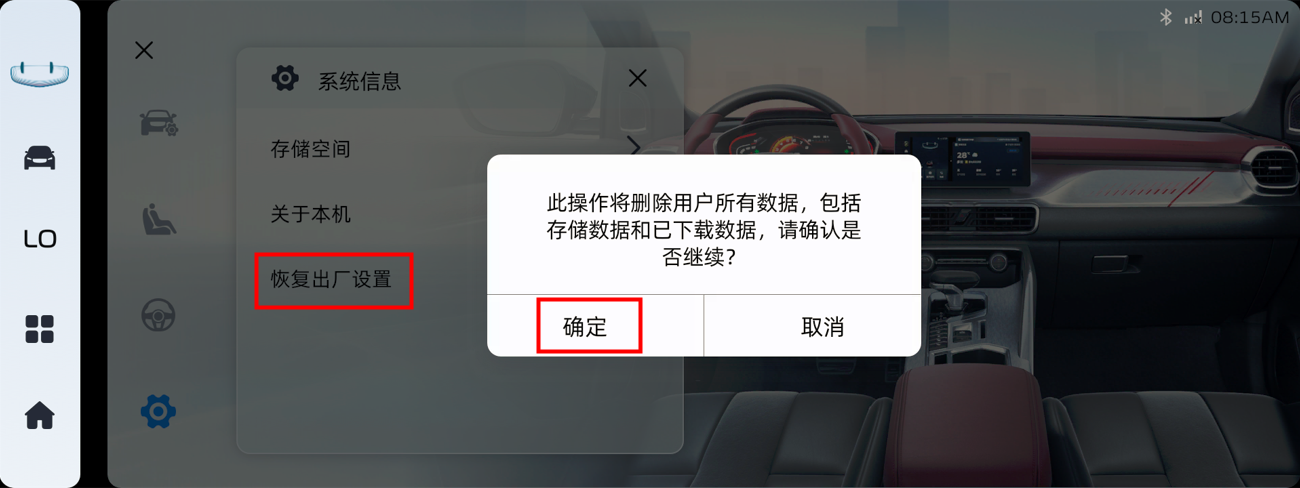 08:15AM
系统信息
存储空间
关于本机
恢复出厂设置
此操作将删除用户所有数据，包括
存储数据和已下载数据，请确认是
否继续？
确定
取消
LO
28°